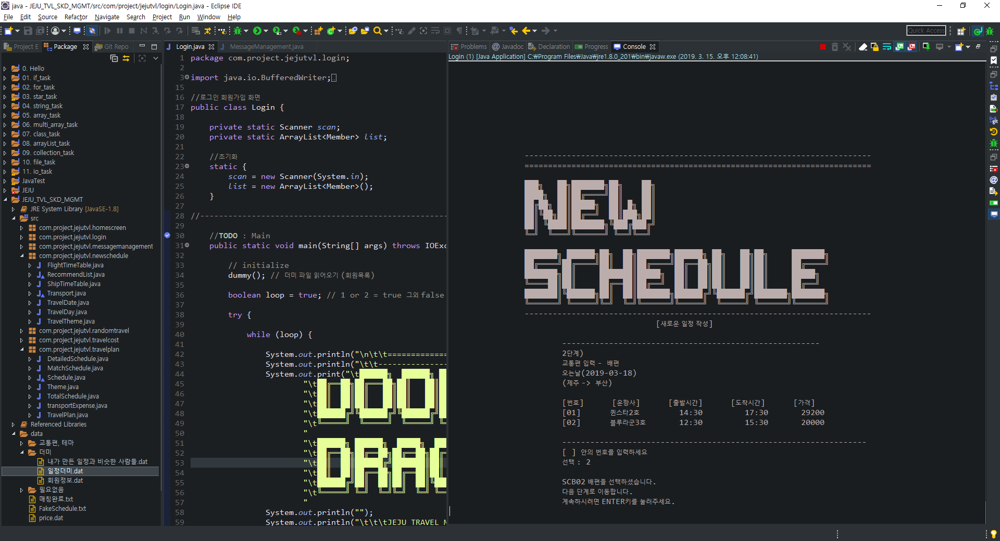 java - JEJU_TVL_SKD_MGMT/src/com/project/jejutvl/login/Login.java - Eclipse IDE
File Edit Source Refactor Navigate Search Project Run Window Help
Quick Access
Project E Package Git Repo
0. Hello
01. if_task
02. for_task
03. star_task
04. string_task
05. array_task
06. multi_array_task
07. class_task
08. arrayList_task
09. collection_task
10. file_task
11. io_task
JavaTest
JEJU
JEJU_TVL_SKD_MGMT
JRE System Library [JavaSE-1.8]
src
com.project.jejutvl.homescreen
com.project.jejutvl.login
com.project.jejutvl.messagemanagement
com.project.jejutvl.newschedule
FlightTimeTable.java
RecommendList.java
ShipTimeTable.java
Transport.java
TravelDate.java
TravelDay.java
TravelTheme.java
com.project.jejutvl.randomtravel
com.project.jejutvl.travelcost
com.project.jejutvl.travelplan
DetailedSchedule.java
MatchSchedule.java
Schedule.java
Theme.java
TotalSchedule.java
transportExpense.java
TravelPlan.java
Referenced Libraries
data
교통편, 테마
더미
내가 만든 일정과 비슷한 사람들.dat
일정더미.dat
회원정보.dat
필요없음
매칭완료.txt
FakeSchedule.txt
price.dat
Login.java MessageManagement.java
1 package com.project.jejutvl.login;
2
3 import java.io.BufferedWriter;
15
16 //로그인 회원가입 화면
17 public class Login {
18
19 private static Scanner scan;
20 private static ArrayList<Member> list;
21
22 //초기화
23 static {
24 scan = new Scanner(System.in);
25 list = new ArrayList<Member>();
26 }
27
28 //-----------------------------------------------------
29
30 //TODO : Main
31 public static void main(String[] args) throws IOExc
32
33 // initialize
34 dummy(); // 더미 파일 읽어오기 (회원목록)
35
36 boolean loop = true; // 1 or 2 = true 그외 false
37
38 try {
39
40 while (loop) {
41
42 System.out.println("\n\t\t=============
43 System.out.println("\t\t---------------
44 System.out.print("\t
45 "\t
46 "\t
47 "\t
48 "\t
49 "\t
50 "
51 "\t
52 "\t
53 "\t
54 "\t
55 "\t
56 "\t
57 "
58 System.out.println("");
59 System.out.println("\t\t\tJEJU TRAVEL M
Problems Javadoc Declaration Progress Console
Login (1) [Java Application] C:₩Program Files₩Java₩jre1.8.0_201₩bin₩javaw.exe (2019. 3. 15. 오후 12:08:41)
--------------------------------------------------------------------------
==========================================================================
NEW
SCHEDULE
--------------------------------------------------------------------------
[새로운 일정 작성]
-------------------------------------------------------
2단계)
교통편 입력 - 배편
오는날(2019-03-18)
(제주 -> 부산)
[번호] [운항사] [출발시간] [도착시간] [가격]
[01] 퀸스타2호 14:30 17:30 29200
[02] 블루라군3호 12:30 15:30 20000
-----------------------------------------------------------------
[ ] 안의 번호를 입력하세요
선택 : 2
SCB02 배편을 선택하셨습니다.
다음 단계로 이동합니다.
계속하시려면 ENTER키를 눌러주세요.